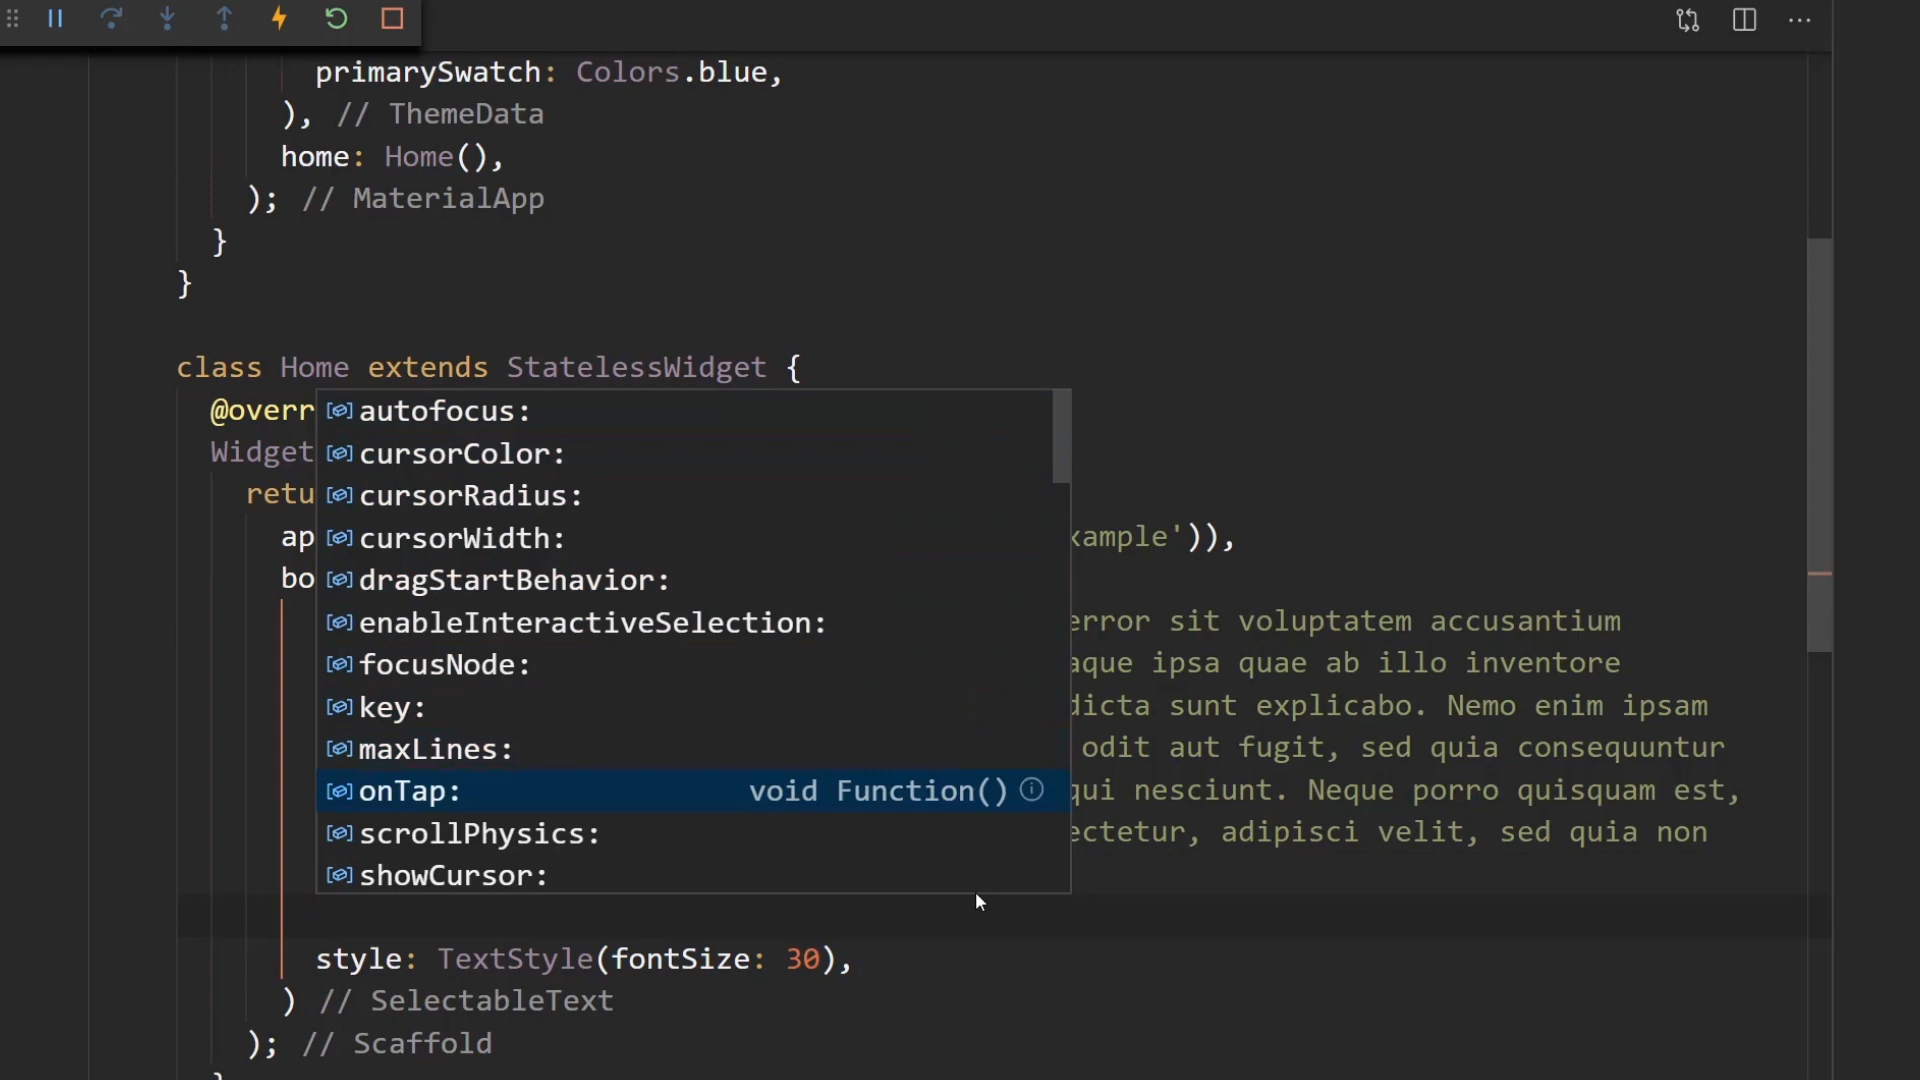 primarySwatch: Colors.blue,
), // ThemeData
home: Home(),
); // MaterialApp
}
}
class Home extends StatelessWidget {
@overr
autofocus:
Widget
cursorColor:
retu
cursorRadius:
ap
cursorWidth:
xample')),
bo
dragStartBehavior:
enableInteractiveSelection:
error sit voluptatem accusantium
focusNode:
aque ipsa quae ab illo inventore
key:
dicta sunt explicabo. Nemo enim ipsam
maxLines:
odit aut fugit, sed quia consequuntur
onTap: void Function()
qui nesciunt. Neque porro quisquam est,
scrollPhysics:
ectetur, adipisci velit, sed quia non
showCursor:
style: TextStyle(fontSize: 30),
) // SelectableText
); // Scaffold
}